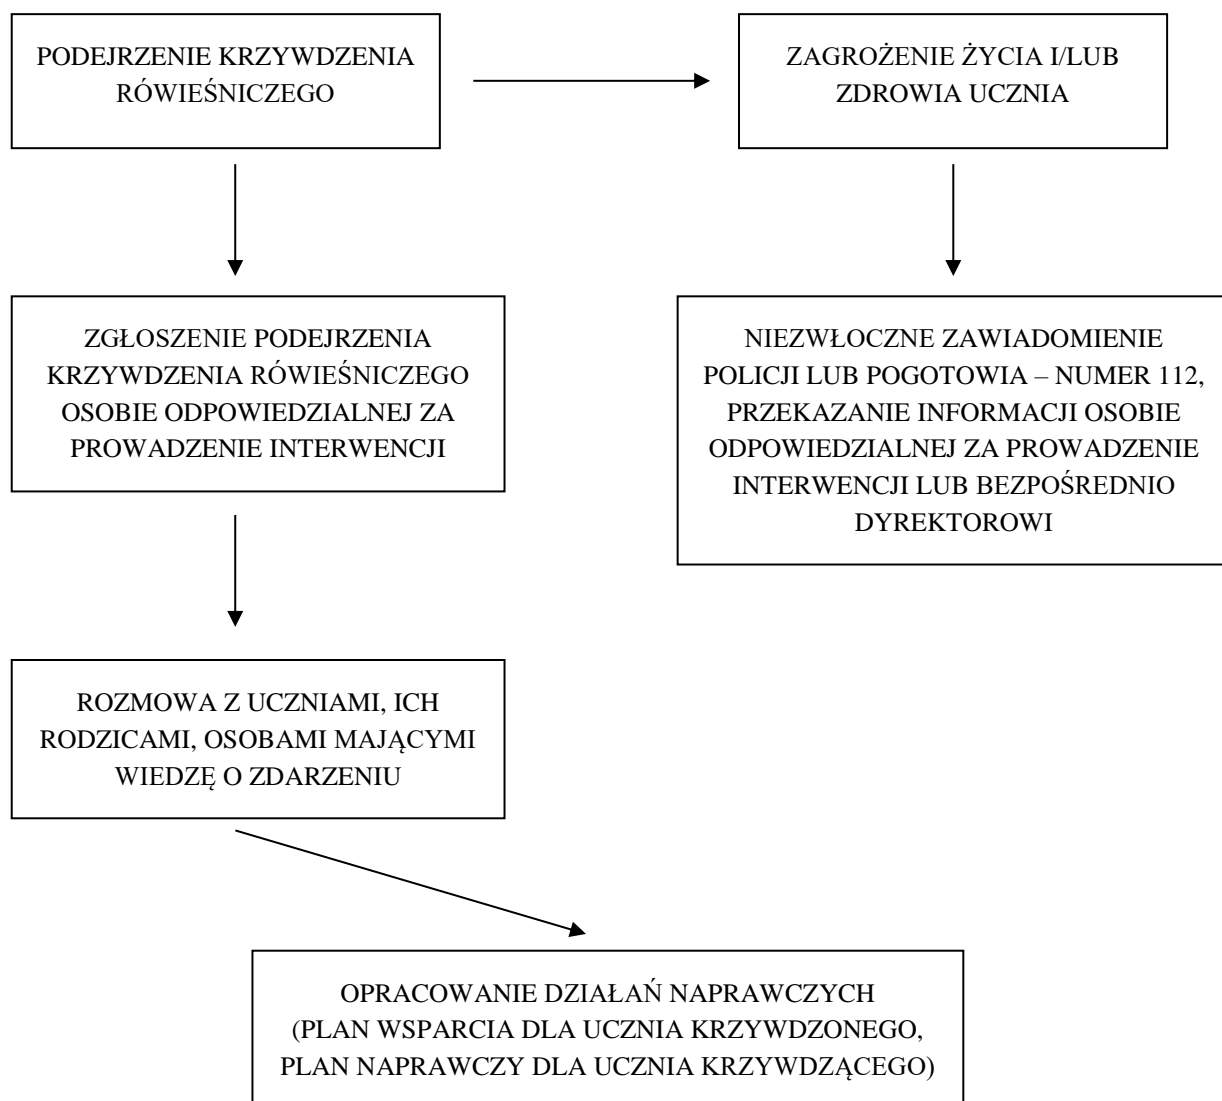 PODEJRZENIE KRZYWDZENIA
RÓWIEŚNICZEGO
ZAGROŻENIE ŻYCIA I/LUB
ZDROWIA UCZNIA
ZGŁOSZENIE PODEJRZENIA
KRZYWDZENIA RÓWIEŚNICZEGO
OSOBIE ODPOWIEDZIALNEJ ZA
PROWADZENIE INTERWENCJI
NIEZWŁOCZNE ZAWIADOMIENIE
POLICJI LUB POGOTOWIA – NUMER 112,
PRZEKAZANIE INFORMACJI OSOBIE
ODPOWIEDZIALNEJ ZA PROWADZENIE
INTERWENCJI LUB BEZPOŚREDNIO
DYREKTOROWI
ROZMOWA Z UCZNIAMI, ICH
RODZICAMI, OSOBAMI MAJĄCYMI
WIEDZĘ O ZDARZENIU
OPRACOWANIE DZIAŁAŃ NAPRAWCZYCH
(PLAN WSPARCIA DLA UCZNIA KRZYWDZONEGO,
PLAN NAPRAWCZY DLA UCZNIA KRZYWDZĄCEGO)